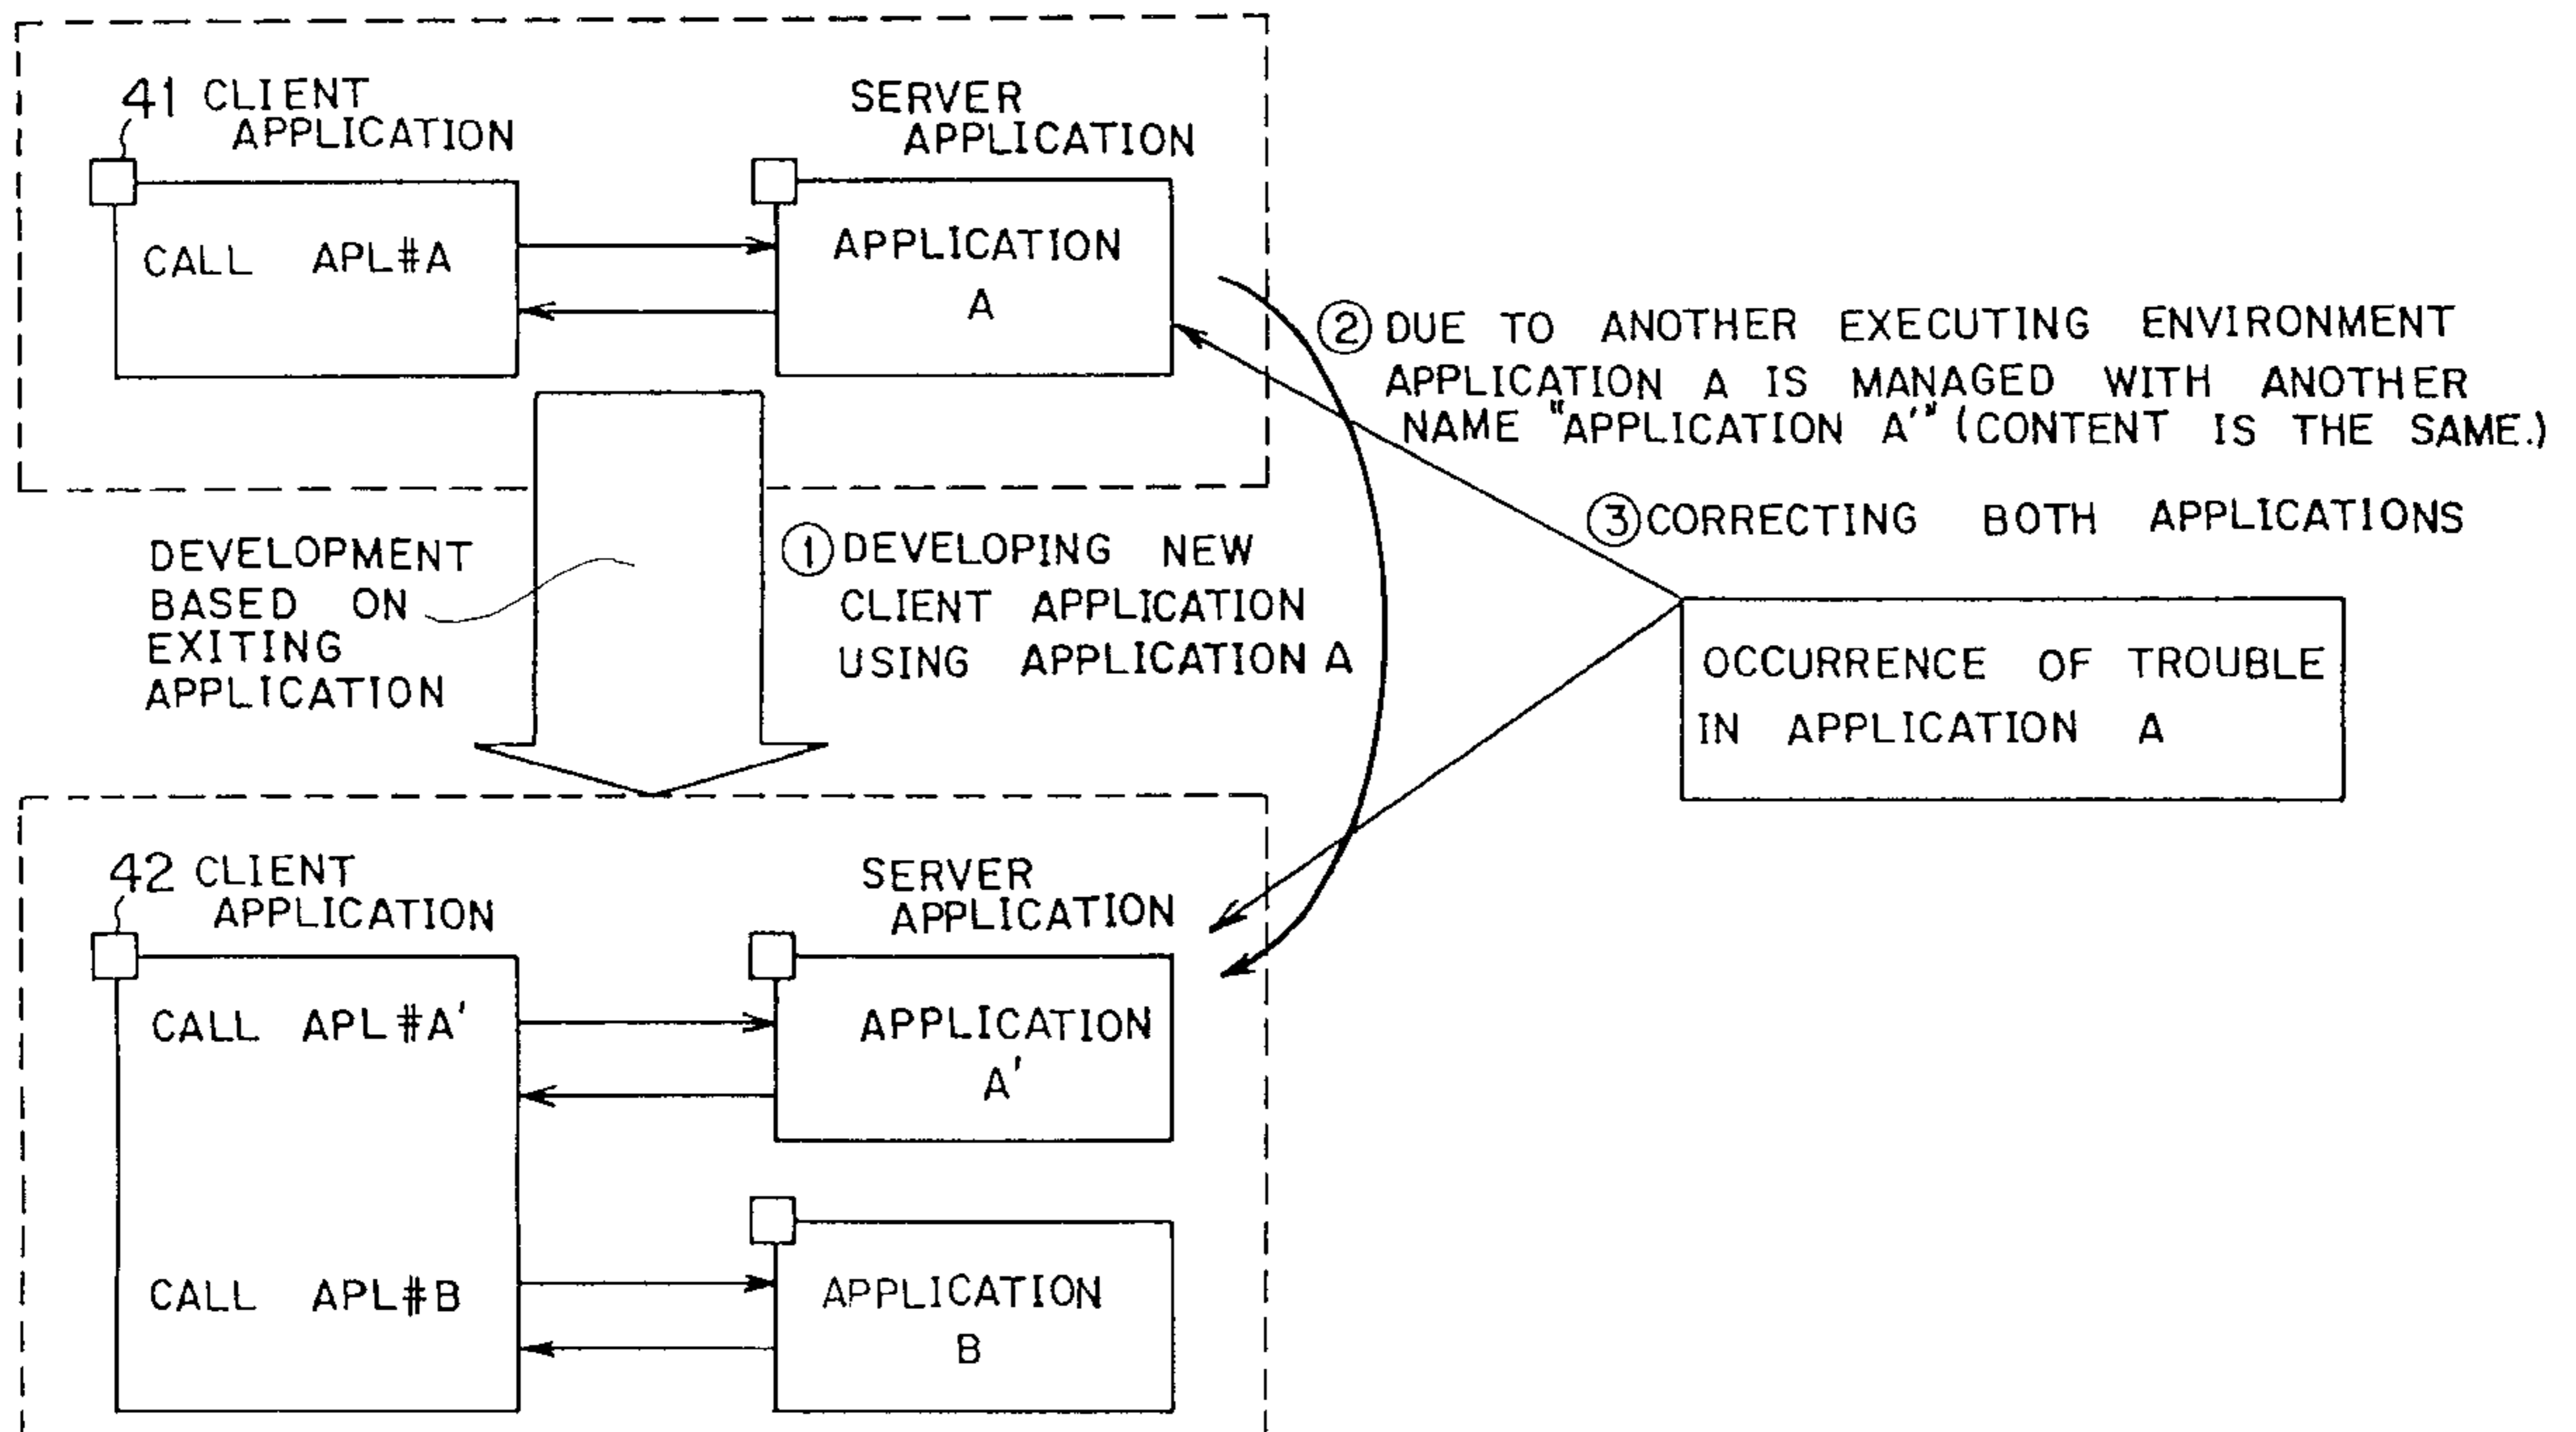 41 CLIENT
APPLICATION
SERVER
APPLICATION
CALL APL#A
APPLICATION
A
② DUE TO ANOTHER EXECUTING ENVIRONMENT
APPLICATION A IS MANAGED WITH ANOTHER
NAME "APPLICATION A'" (CONTENT IS THE SAME.)
③ CORRECTING BOTH APPLICATIONS
DEVELOPMENT
BASED ON
EXITING
APPLICATION
① DEVELOPING NEW
CLIENT APPLICATION
USING APPLICATION A
OCCURRENCE OF TROUBLE
IN APPLICATION A
42 CLIENT
APPLICATION
SERVER
APPLICATION
CALL APL#A'
APPLICATION
A'
CALL APL#B
APPLICATION
B